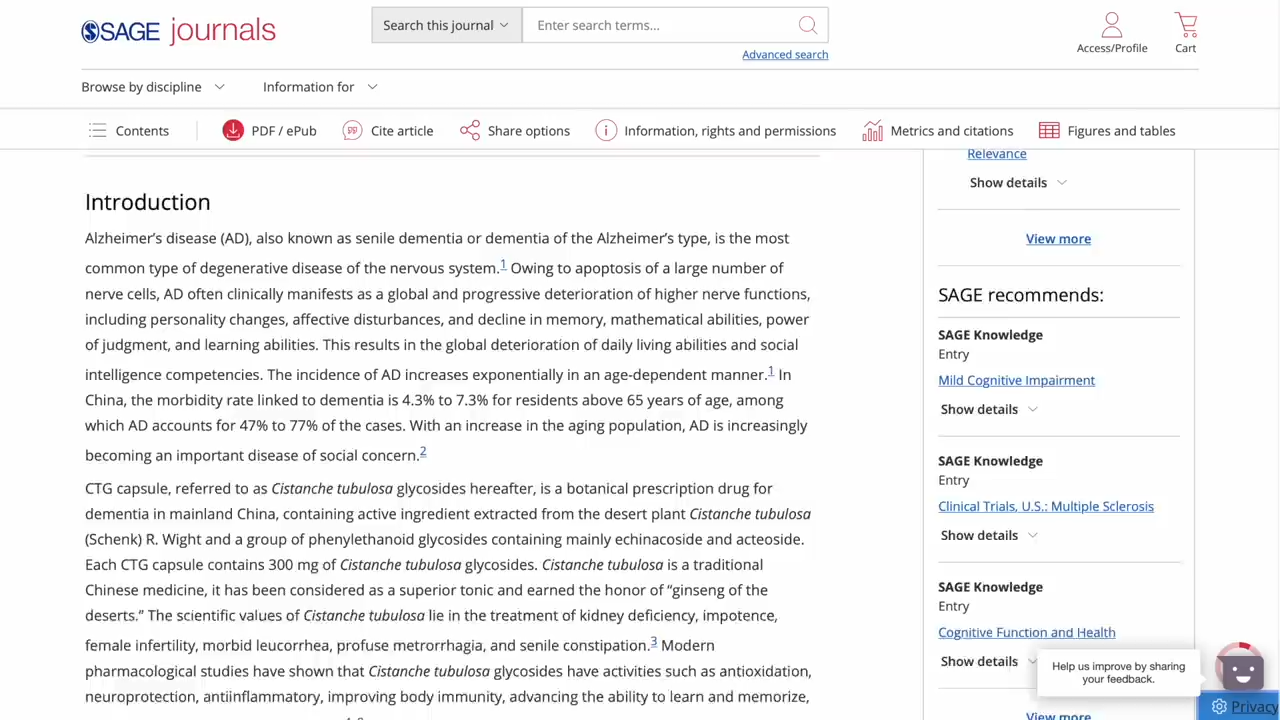 SAGE journals
Search this journal
Enter search terms...
Advanced search
Access/Profile
Cart
Browse by discipline
Information for
Contents
PDF / ePub
Cite article
Share options
Information, rights and permissions
Metrics and citations
Figures and tables
Introduction
Alzheimer’s disease (AD), also known as senile dementia or dementia of the Alzheimer’s type, is the most
common type of degenerative disease of the nervous system.1 Owing to apoptosis of a large number of
nerve cells, AD often clinically manifests as a global and progressive deterioration of higher nerve functions,
including personality changes, affective disturbances, and decline in memory, mathematical abilities, power
of judgment, and learning abilities. This results in the global deterioration of daily living abilities and social
intelligence competencies. The incidence of AD increases exponentially in an age-dependent manner.1 In
China, the morbidity rate linked to dementia is 4.3% to 7.3% for residents above 65 years of age, among
which AD accounts for 47% to 77% of the cases. With an increase in the aging population, AD is increasingly
becoming an important disease of social concern.2
CTG capsule, referred to as Cistanche tubulosa glycosides hereafter, is a botanical prescription drug for
dementia in mainland China, containing active ingredient extracted from the desert plant Cistanche tubulosa
(Schenk) R. Wight and a group of phenylethanoid glycosides containing mainly echinacoside and acteoside.
Each CTG capsule contains 300 mg of Cistanche tubulosa glycosides. Cistanche tubulosa is a traditional
Chinese medicine, it has been considered as a superior tonic and earned the honor of “ginseng of the
deserts.” The scientific values of Cistanche tubulosa lie in the treatment of kidney deficiency, impotence,
female infertility, morbid leucorrhea, profuse metrorrhagia, and senile constipation.3 Modern
pharmacological studies have shown that Cistanche tubulosa glycosides have activities such as antioxidation,
neuroprotection, antiinflammatory, improving body immunity, advancing the ability to learn and memorize,
Relevance
Show details
View more
SAGE recommends:
SAGE Knowledge
Entry
Mild Cognitive Impairment
Show details
SAGE Knowledge
Entry
Clinical Trials, U.S.: Multiple Sclerosis
Show details
SAGE Knowledge
Entry
Cognitive Function and Health
Show details
View more
Help us improve by sharing
your feedback.
Privacy